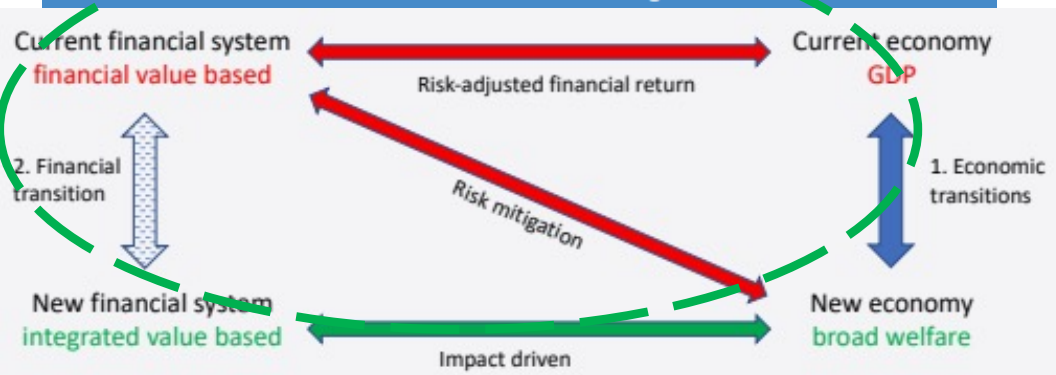 Current financial system
financial value based
Current economy
GDP
Risk-adjusted financial return
2. Financial
transition
Risk mitigation
1. Economic
transitions
New financial system
integrated value based
New economy
broad welfare
Impact driven